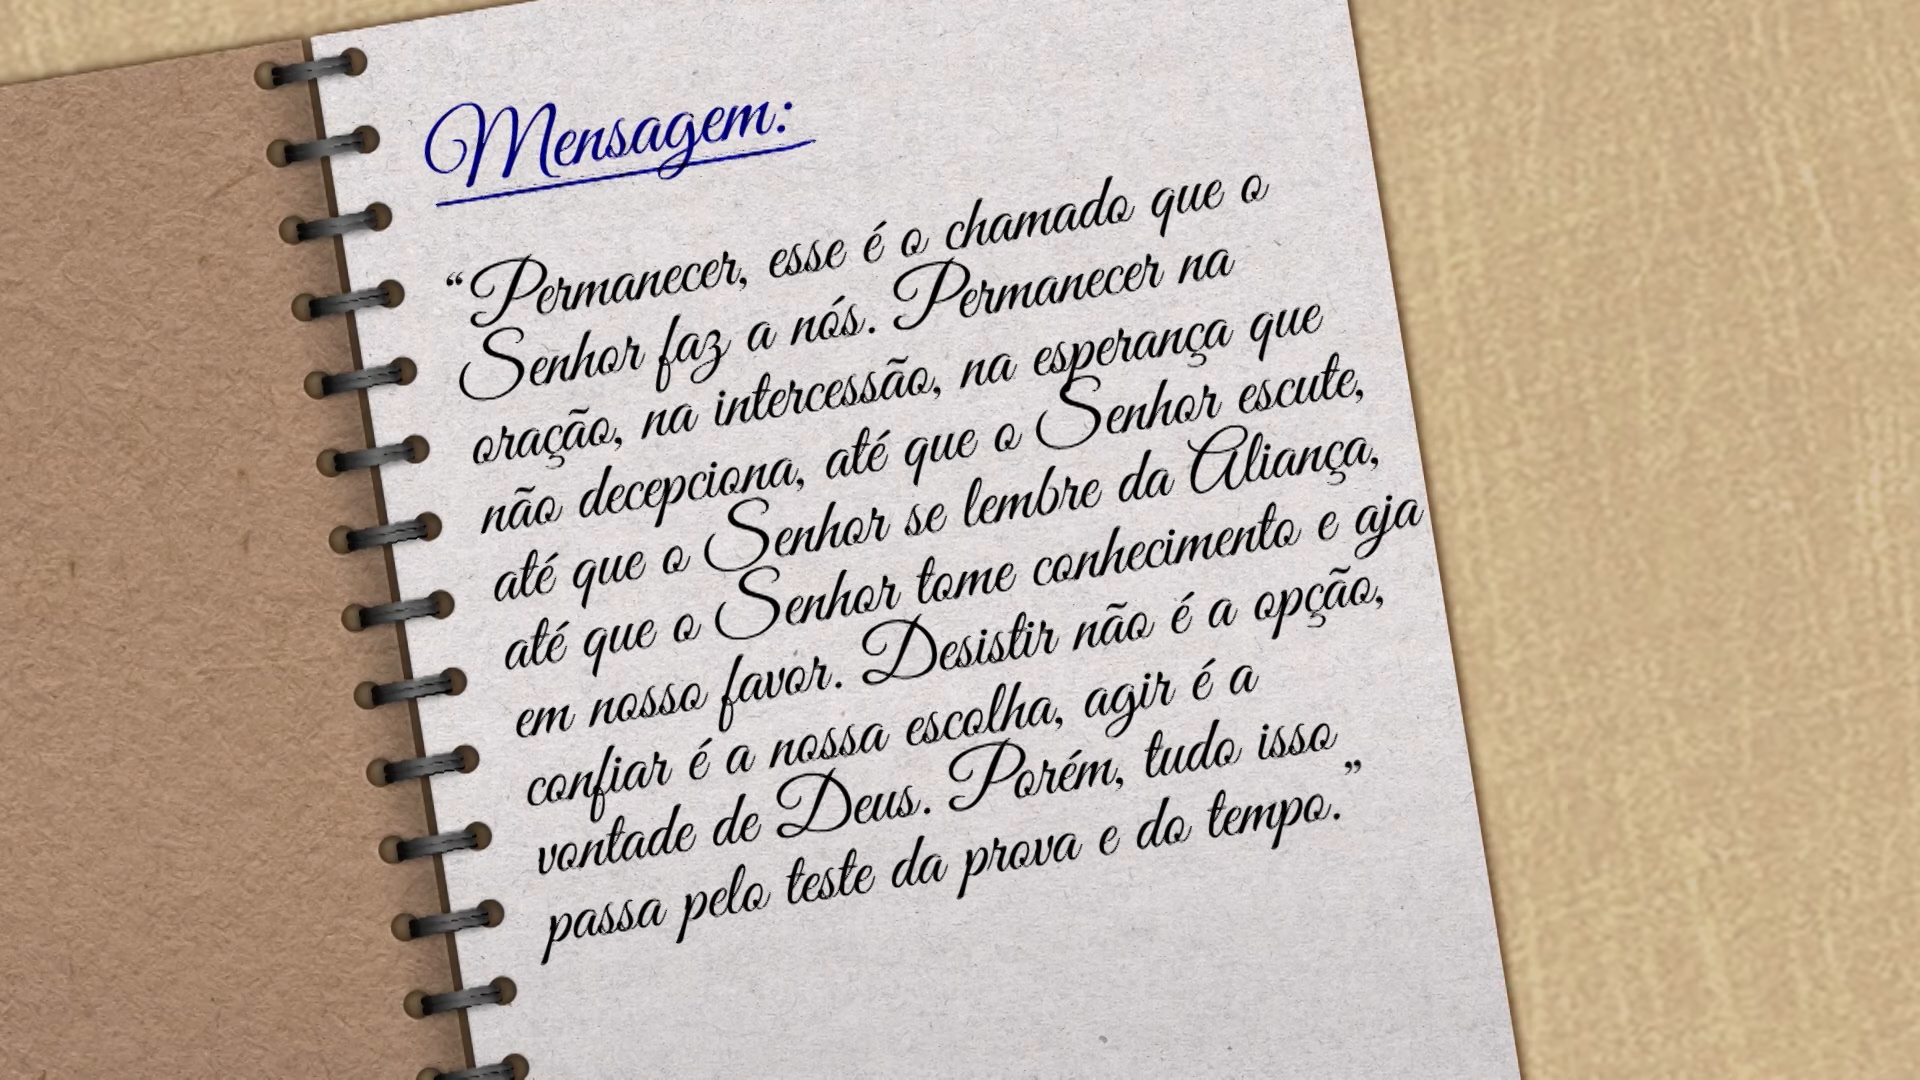 Mensagem:
“Permanecer, esse é o chamado que o
Senhor faz a nós. Permanecer na
oração, na intercessão, na esperança que
não decepciona, até que o Senhor escute,
até que o Senhor se lembre da Aliança,
até que o Senhor tome conhecimento e aja
em nosso favor. Desistir não é a opção,
confiar é a nossa escolha, agir é a
vontade de Deus. Porém, tudo isso
passa pelo teste da prova e do tempo.”